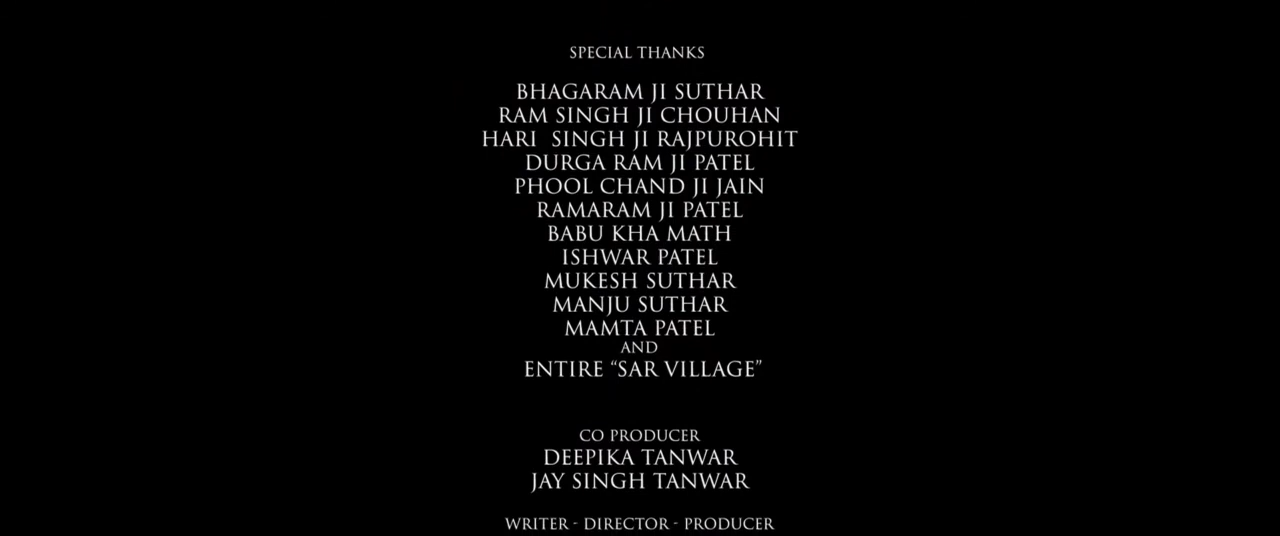 SPECIAL THANKS
BHAGARAM JI SUTHAR
RAM SINGH JI CHOUHAN
HARI  SINGH JI RAJPUROHIT
DURGA RAM JI PATEL
PHOOL CHAND JI JAIN
RAMARAM JI PATEL
BABU KHA MATH
ISHWAR PATEL
MUKESH SUTHAR
MANJU SUTHAR
MAMTA PATEL
AND
ENTIRE “SAR VILLAGE”
CO PRODUCER
DEEPIKA TANWAR
JAY SINGH TANWAR
WRITER - DIRECTOR - PRODUCER